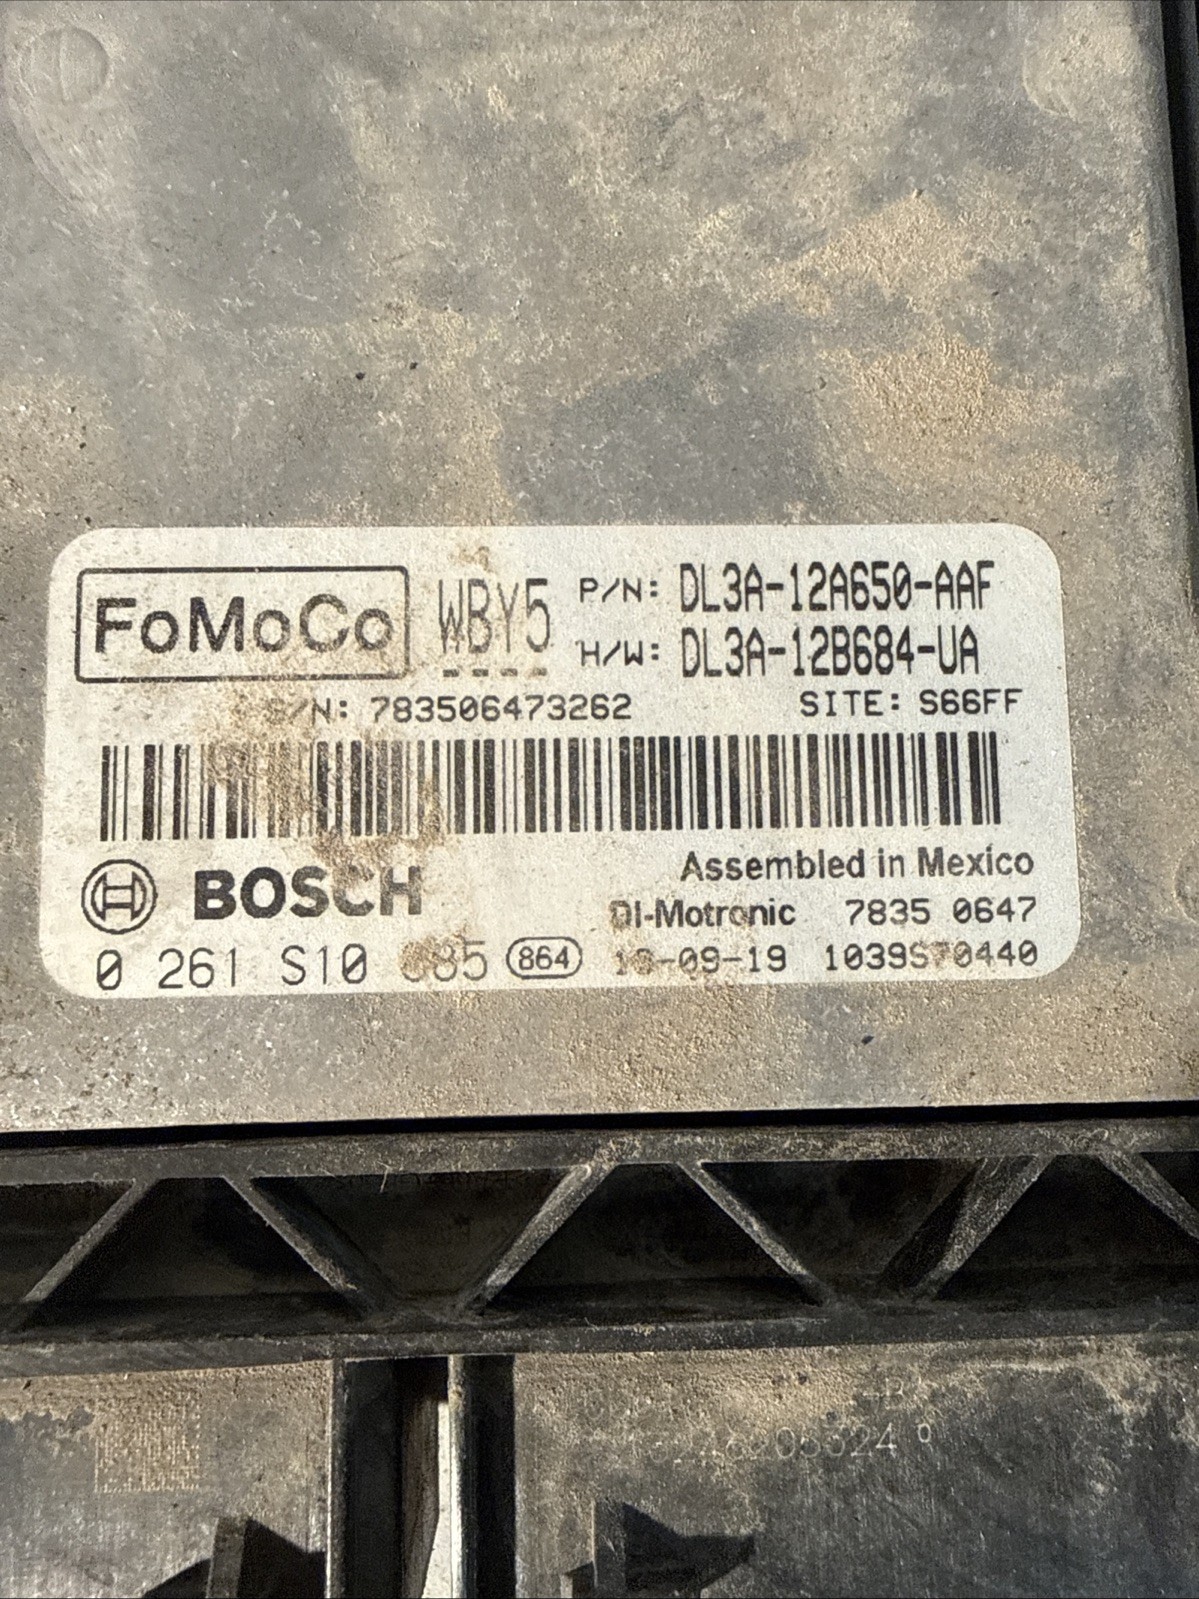 FoMoCo WBY5 P/N: DL3A-12A650-AAF
H/W: DL3A-12B684-UA
S/N: 783506473262 SITE: S66FF
BOSCH Assembled in Mexico
DI-Motronic 7835 0647
0 261 S10 864 1039S70440